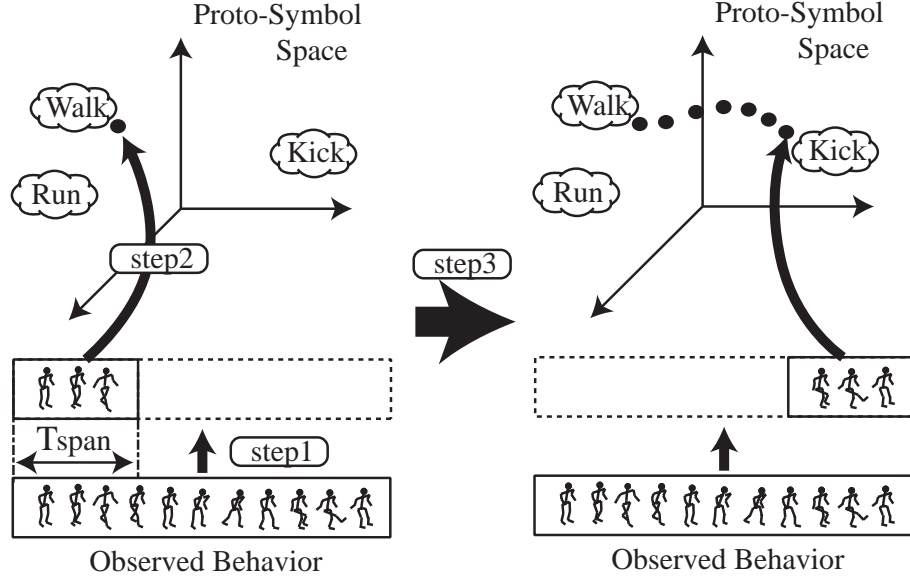 Proto-Symbol
Space
Walk
Kick
Run
step2
Tspan
step1
Observed Behavior
step3
Proto-Symbol
Space
Walk
Kick
Run
Observed Behavior